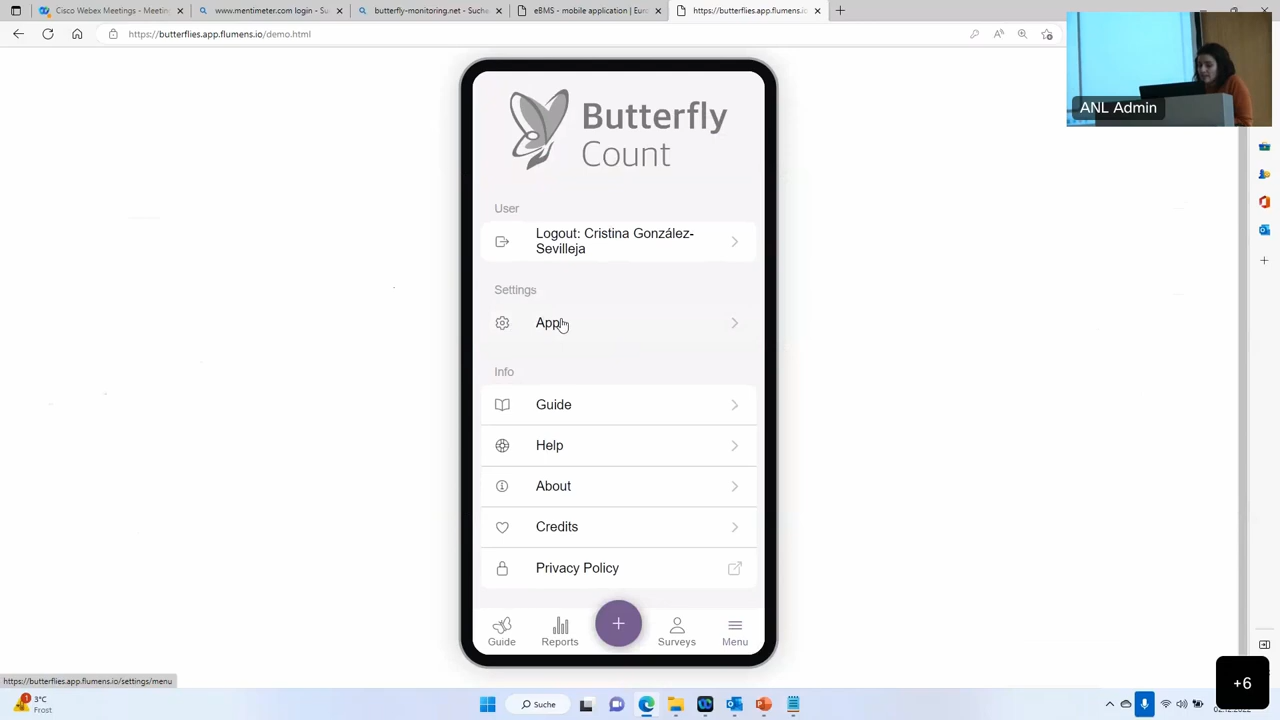 Cisco Webex Meetings - Meetin
www.mentimeter.com login - Su
butterfly-monitoring.net - Suche
eBMS - mobile application | Euro
https://butterflies.app.flumens.io
https://butterflies.app.flumens.io/demo.html
ANL Admin
Butterfly
Count
User
Logout: Cristina González-
Sevilleja
Settings
App
Info
Guide
Help
About
Credits
Privacy Policy
Guide
Reports
Surveys
Menu
https://butterflies.app.flumens.io/settings/menu
+6
3°C
Frost
Suche